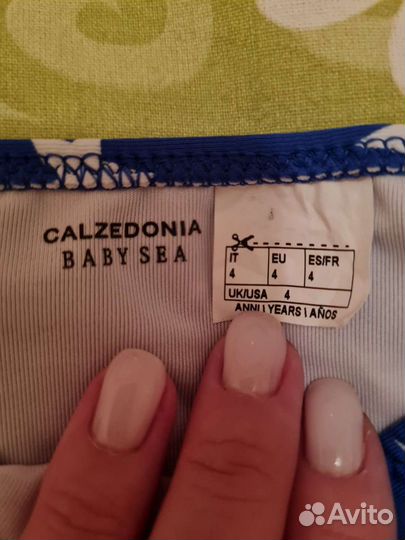 CALZEDONIA
BABY SEA
IT EU ES/FR
4 4 4
UK/USA 4
ANNI | YEARS | AÑOS
Avito